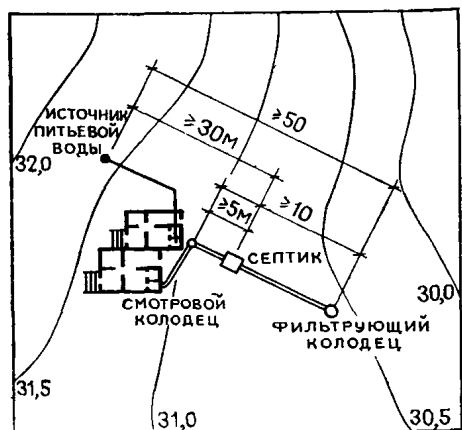 ИСТОЧНИК
ПИТЬЕВОЙ
ВОДЫ
≥50
≥30М
≥5М
≥10
32,0
СЕПТИК
СМОТРОВОЙ
КОЛОДЕЦ
ФИЛЬТРУЮЩИЙ
КОЛОДЕЦ
30,0
31,5
31,0
30,5